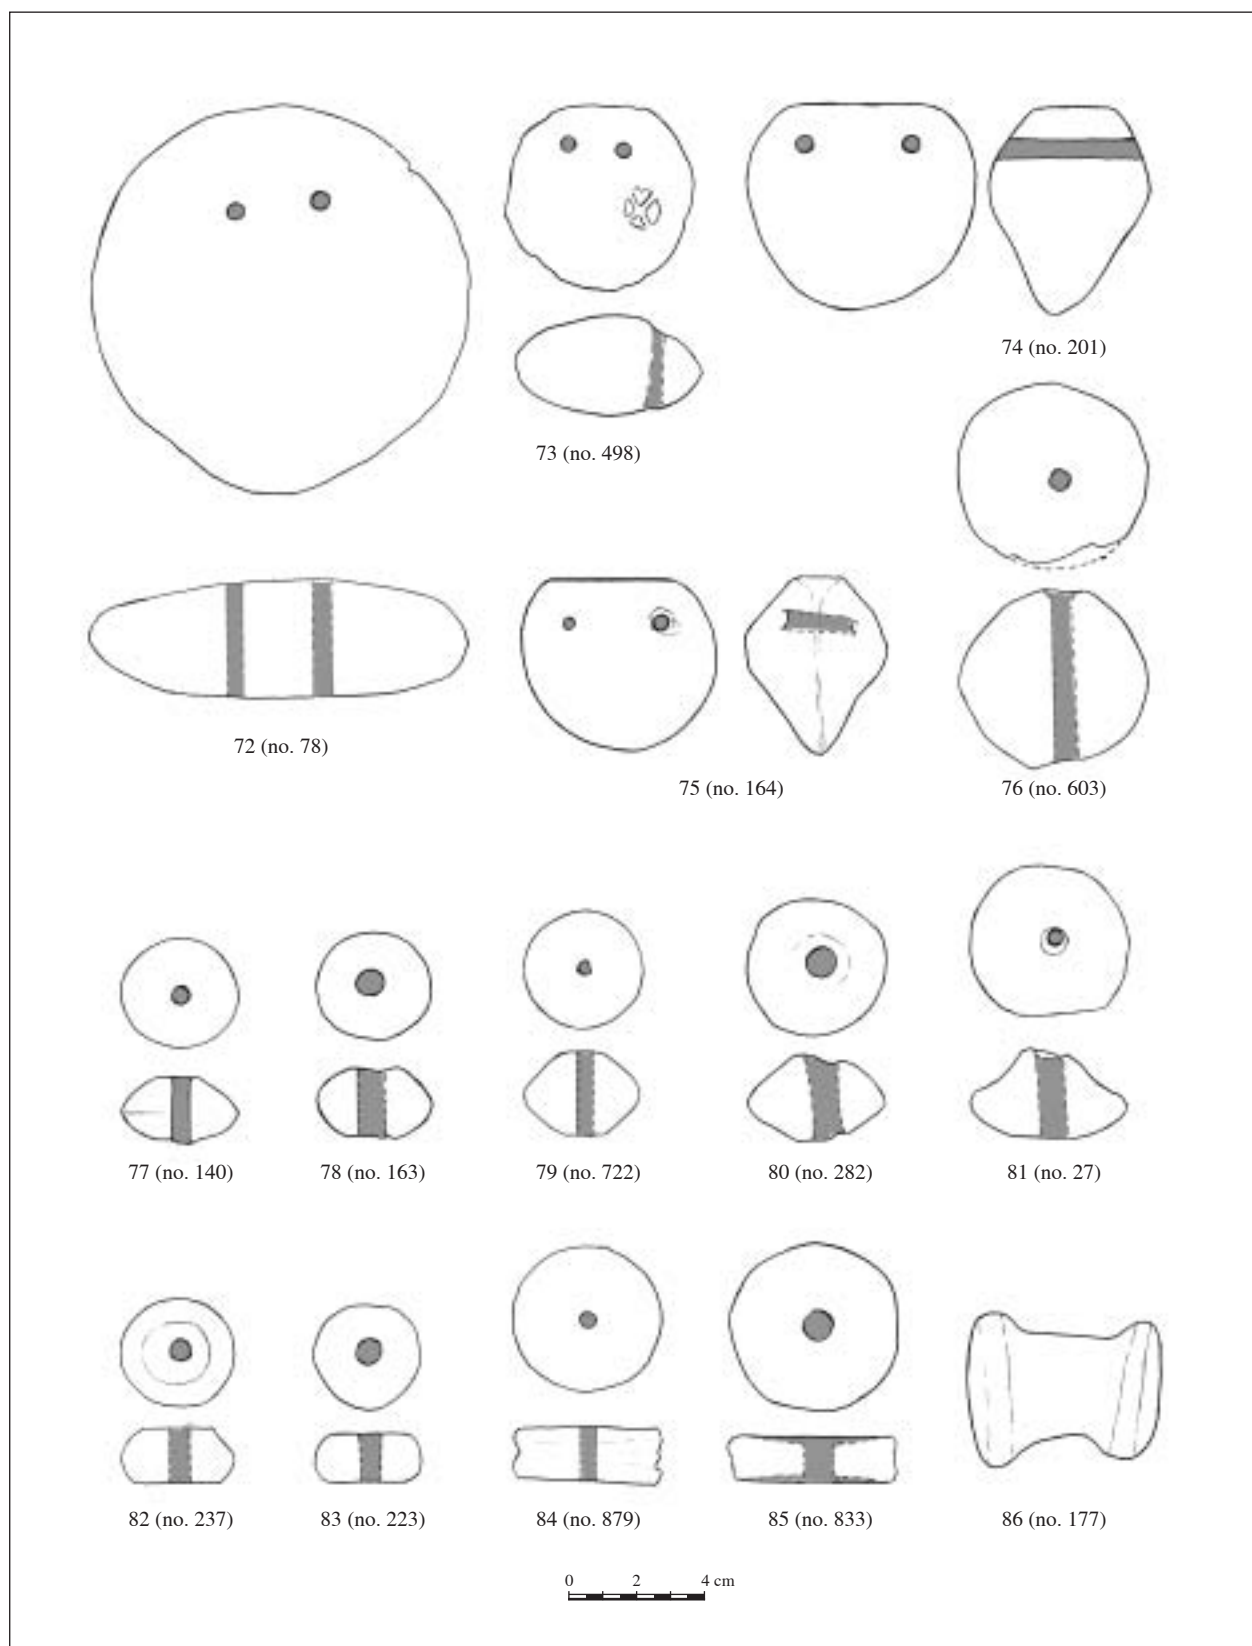 74 (no. 201)
73 (no. 498)
72 (no. 78)
75 (no. 164)
76 (no. 603)
77 (no. 140)
78 (no. 163)
79 (no. 722)
80 (no. 282)
81 (no. 27)
82 (no. 237)
83 (no. 223)
84 (no. 879)
85 (no. 833)
86 (no. 177)
0 2 4 cm